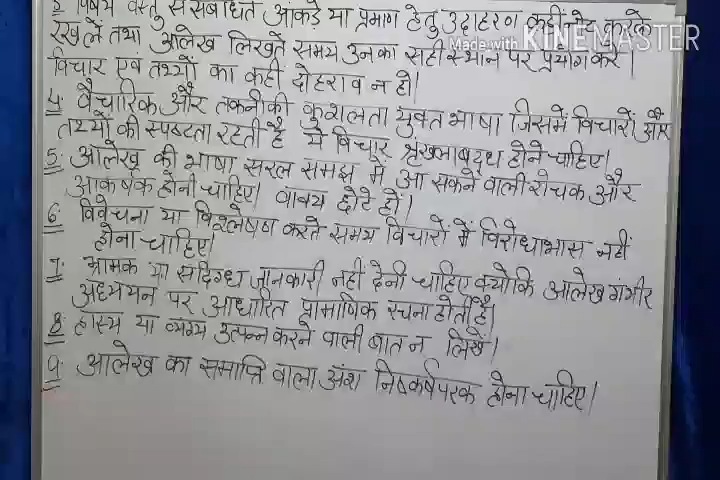 3 विषय वस्तु से संबंधित आंकड़े या प्रमाण हेतु उदाहरण कहीं नोट करके
रख लें तथा आलेख लिखते समय उनका सही स्थान पर प्रयोग करें।
Made with KINEMASTER
विचार एवं तथ्यों का कहीं दोहराव न हो।
4. वैचारिक और तकनीकी कुशलता युक्त भाषा जिसमें विचारों और
तथ्यों की स्पष्टता रहती है ये विचार श्रृंखलाबद्ध होने चाहिए।
5. आलेख की भाषा सरल समझ में आ सकने वाली रोचक और
आकर्षक होनी चाहिए। वाक्य छोटे हों।
6. विवेचना या विश्लेषण करते समय विचारों में विरोधाभास नहीं
होना चाहिए।
7. भ्रामक या संदिग्ध जानकारी नहीं देनी चाहिए क्योंकि आलेख गंभीर
अध्ययन पर आधारित प्रामाणिक रचना होती है।
8. हास्य या व्यंग्य उत्पन्न करने वाली बात न लिखें।
9. आलेख का समाप्ति वाला अंश निष्कर्षपरक होना चाहिए।